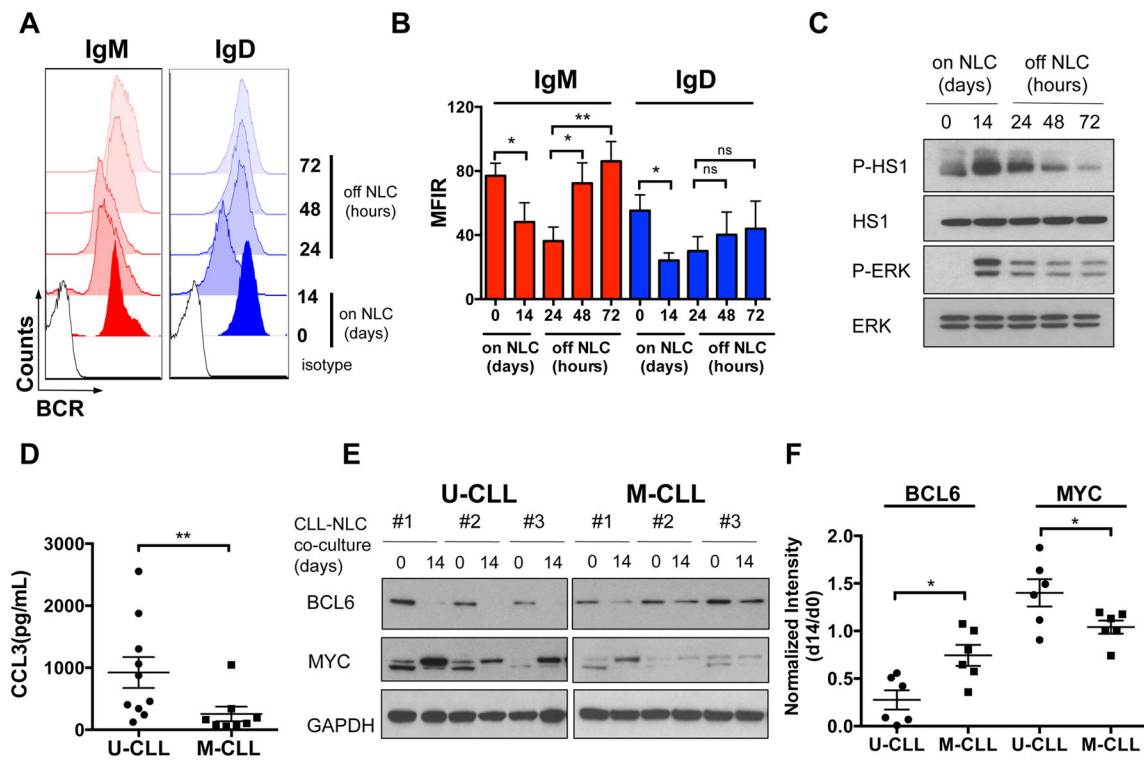 A
IgM
IgD
72
48
24
14
0
off NLC
(hours)
on NLC
(days)
isotype
Counts
BCR
B
IgM
IgD
MFIR
120
80
40
0
*
*
**
*
ns
ns
0 14 24 48 72 0 14 24 48 72
on NLC
(days)
off NLC
(hours)
on NLC
(days)
off NLC
(hours)
C
on NLC
(days)
off NLC
(hours)
0 14 24 48 72
P-HS1
HS1
P-ERK
ERK
D
CCL3(pg/mL)
3000
2000
1000
0
**
U-CLL M-CLL
E
U-CLL M-CLL
CLL-NLC
co-culture
(days)
#1 #2 #3 #1 #2 #3
0 14 0 14 0 14 0 14 0 14 0 14
BCL6
MYC
GAPDH
F
BCL6 MYC
Normalized Intensity
(d14/d0)
2.0
1.5
1.0
0.5
0.0
*
*
U-CLL M-CLL U-CLL M-CLL